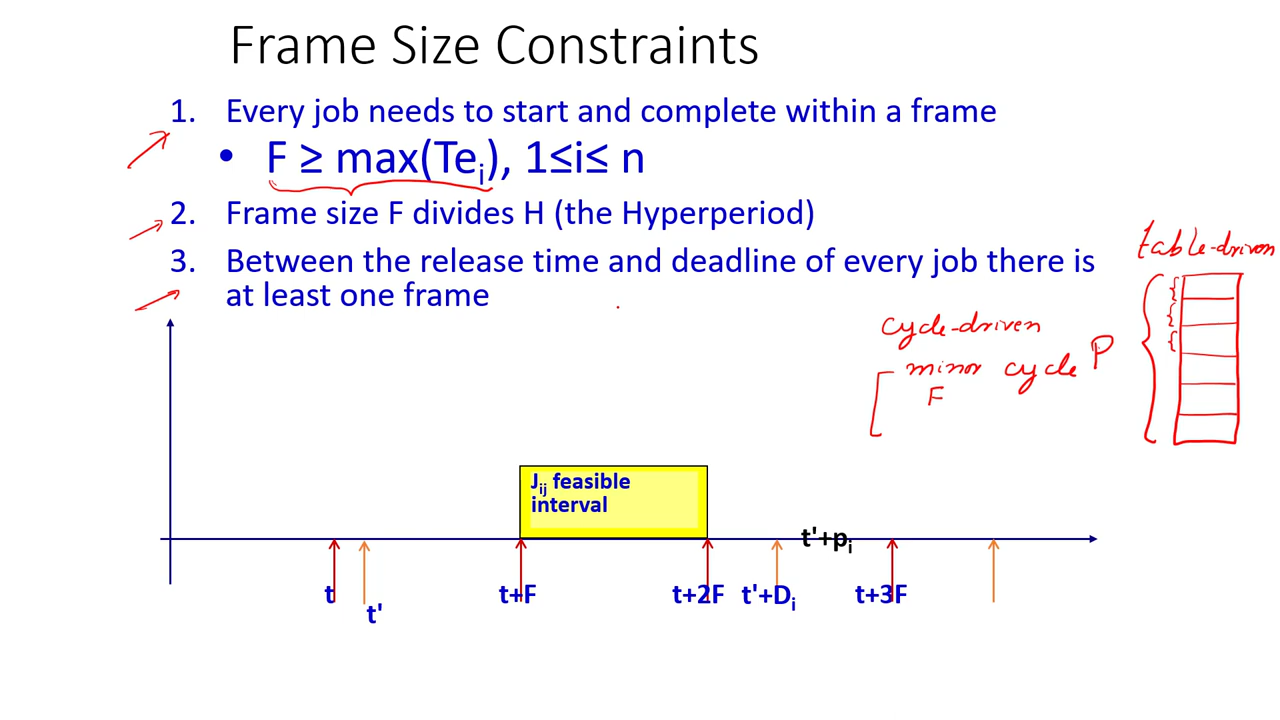 Frame Size Constraints
1. Every job needs to start and complete within a frame
• F ≥ max(Teᵢ), 1≤i≤ n
2. Frame size F divides H (the Hyperperiod)
3. Between the release time and deadline of every job there is
at least one frame
table-driven
cycle-driven
minor cycle P
F
Jᵢⱼ feasible
interval
t'+pᵢ
t
t'
t+F
t+2F
t'+Dᵢ
t+3F